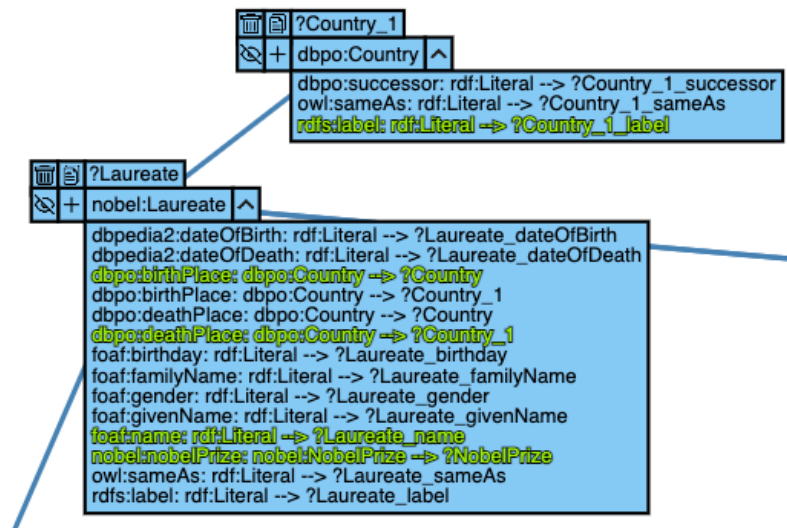 ?Country_1
dbpo:Country
dbpo:successor: rdf:Literal --> ?Country_1_successor
owl:sameAs: rdf:Literal --> ?Country_1_sameAs
rdfs:label: rdf:Literal --> ?Country_1_label
?Laureate
nobel:Laureate
dbpedia2:dateOfBirth: rdf:Literal --> ?Laureate_dateOfBirth
dbpedia2:dateOfDeath: rdf:Literal --> ?Laureate_dateOfDeath
dbpo:birthPlace: dbpo:Country --> ?Country
dbpo:birthPlace: dbpo:Country --> ?Country_1
dbpo:deathPlace: dbpo:Country --> ?Country
dbpo:deathPlace: dbpo:Country --> ?Country_1
foaf:birthday: rdf:Literal --> ?Laureate_birthday
foaf:familyName: rdf:Literal --> ?Laureate_familyName
foaf:gender: rdf:Literal --> ?Laureate_gender
foaf:givenName: rdf:Literal --> ?Laureate_givenName
foaf:name: rdf:Literal --> ?Laureate_name
nobel:nobelPrize: nobel:NobelPrize --> ?NobelPrize
owl:sameAs: rdf:Literal --> ?Laureate_sameAs
rdfs:label: rdf:Literal --> ?Laureate_label